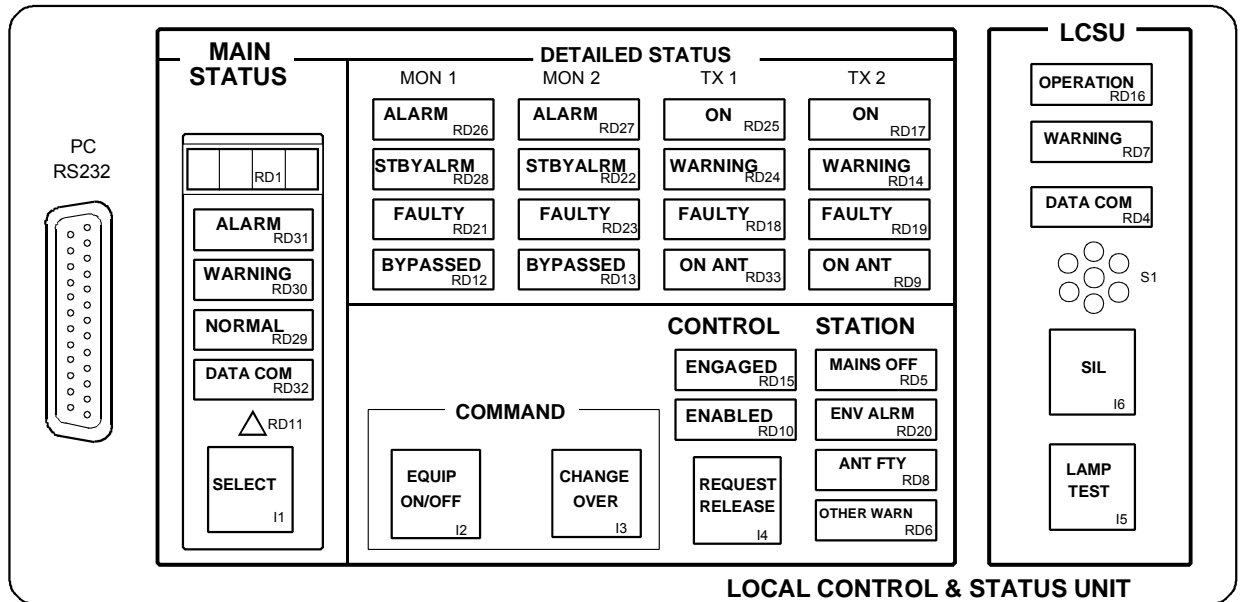 PC
RS232
MAIN
STATUS
RD1
ALARM
RD31
WARNING
RD30
NORMAL
RD29
DATA COM
RD32
RD11
SELECT
I1
DETAILED STATUS
MON 1
MON 2
TX 1
TX 2
ALARM
RD26
ALARM
RD27
ON
RD25
ON
RD17
STBYALRM
RD28
STBYALRM
RD22
WARNING
RD24
WARNING
RD14
FAULTY
RD21
FAULTY
RD23
FAULTY
RD18
FAULTY
RD19
BYPASSED
RD12
BYPASSED
RD13
ON ANT
RD33
ON ANT
RD9
COMMAND
EQUIP
ON/OFF
I2
CHANGE
OVER
I3
CONTROL
ENGAGED
RD15
ENABLED
RD10
REQUEST
RELEASE
I4
STATION
MAINS OFF
RD5
ENV ALRM
RD20
ANT FTY
RD8
OTHER WARN
RD6
LCSU
OPERATION
RD16
WARNING
RD7
DATA COM
RD4
S1
SIL
I6
LAMP
TEST
I5
LOCAL CONTROL & STATUS UNIT